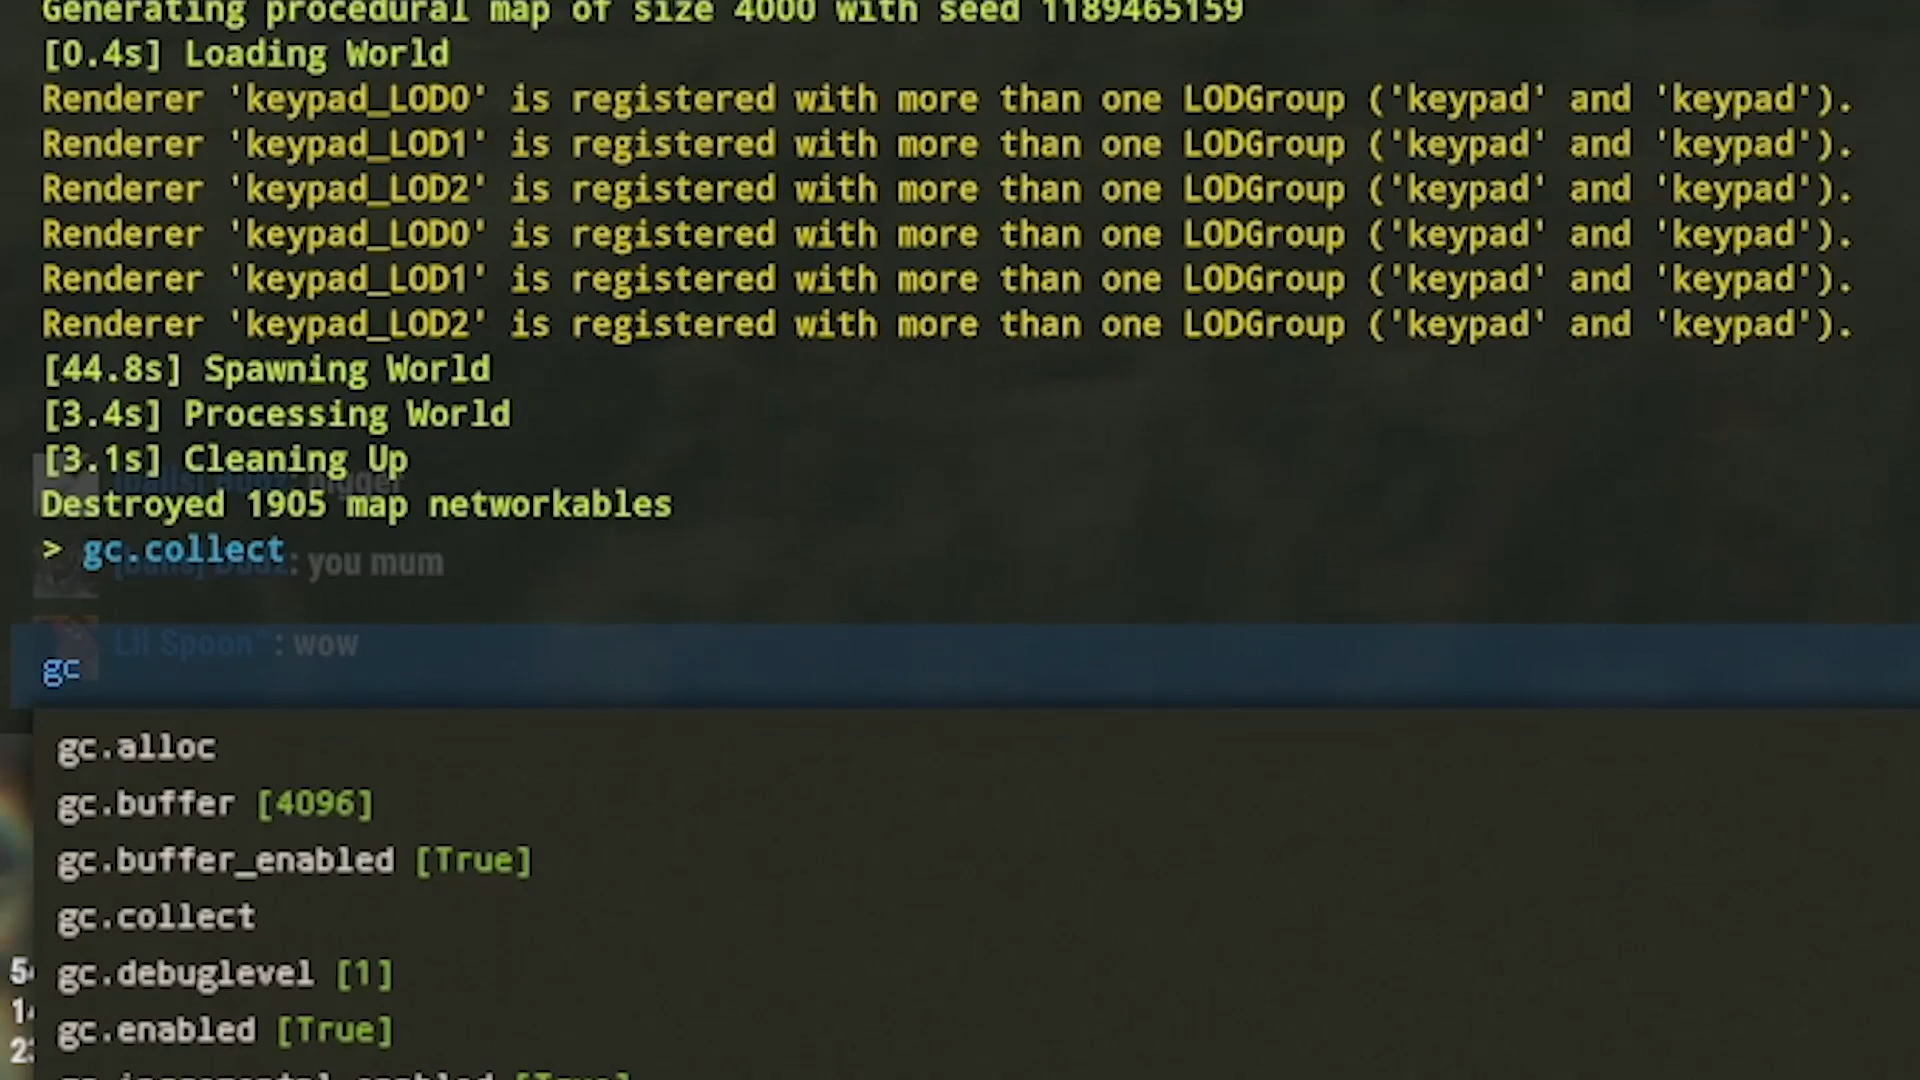 Generating procedural map of size 4000 with seed 1189465159
[0.4s] Loading World
Renderer 'keypad_LOD0' is registered with more than one LODGroup ('keypad' and 'keypad').
Renderer 'keypad_LOD1' is registered with more than one LODGroup ('keypad' and 'keypad').
Renderer 'keypad_LOD2' is registered with more than one LODGroup ('keypad' and 'keypad').
Renderer 'keypad_LOD0' is registered with more than one LODGroup ('keypad' and 'keypad').
Renderer 'keypad_LOD1' is registered with more than one LODGroup ('keypad' and 'keypad').
Renderer 'keypad_LOD2' is registered with more than one LODGroup ('keypad' and 'keypad').
[44.8s] Spawning World
[3.4s] Processing World
[3.1s] Cleaning Up
Destroyed 1905 map networkables
> gc.collect
: you mum
Lil Spoon : wow
gc
gc.alloc
gc.buffer [4096]
gc.buffer_enabled [True]
gc.collect
gc.debuglevel [1]
gc.enabled [True]